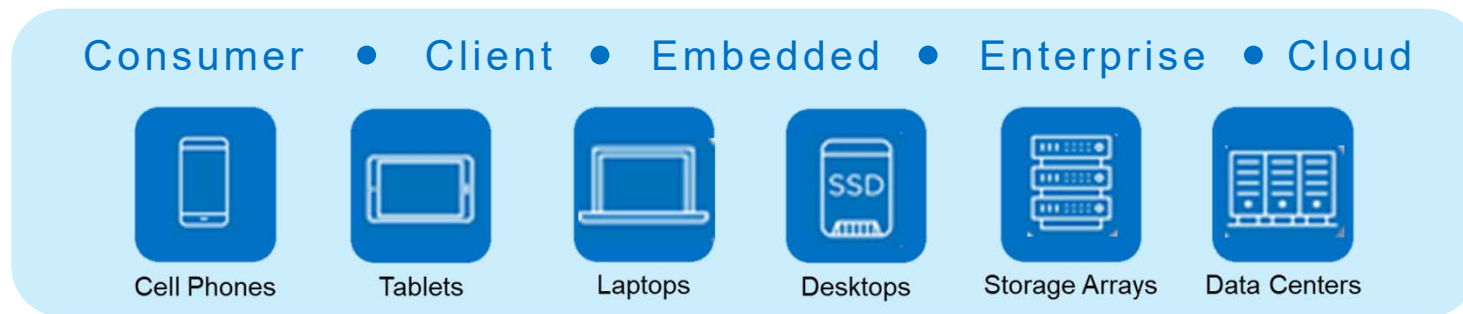 Consumer • Client • Embedded • Enterprise • Cloud
SSD
Cell Phones Tablets Laptops Desktops Storage Arrays Data Centers